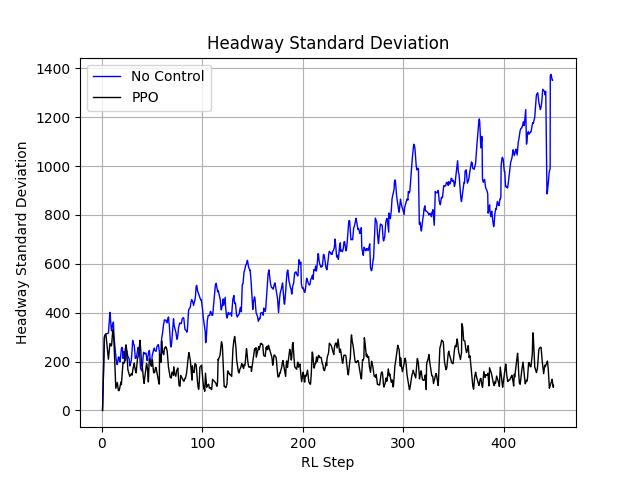 Headway Standard Deviation
No Control
PPO
Headway Standard Deviation
1400
1200
1000
800
600
400
200
0
0 100 200 300 400
RL Step